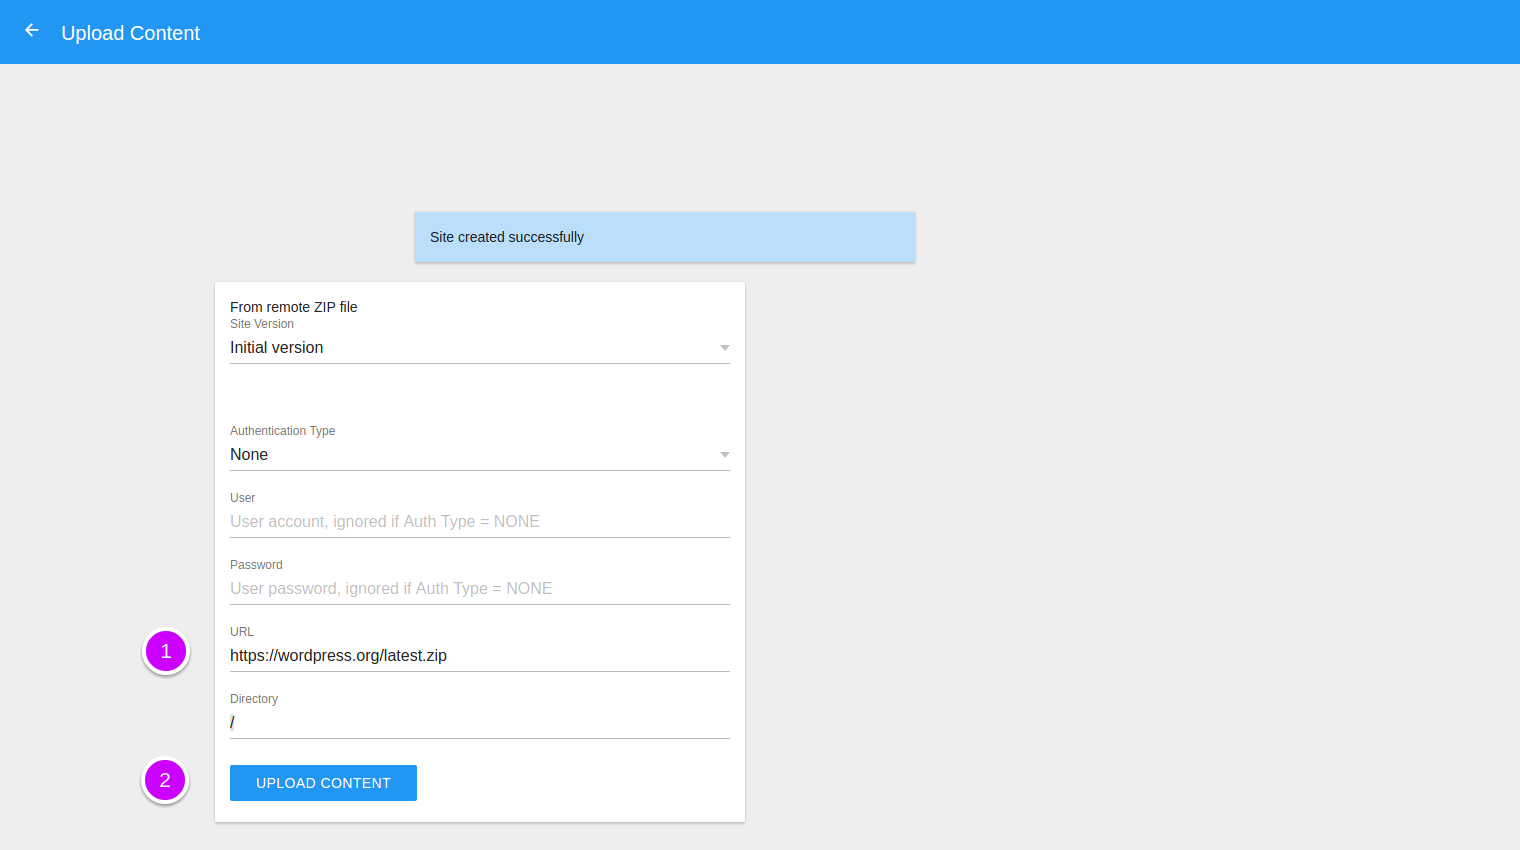 Upload Content
Site created successfully
From remote ZIP file
Site Version
Initial version
Authentication Type
None
User
User account, ignored if Auth Type = NONE
Password
User password, ignored if Auth Type = NONE
1
URL
https://wordpress.org/latest.zip
Directory
/
2
UPLOAD CONTENT